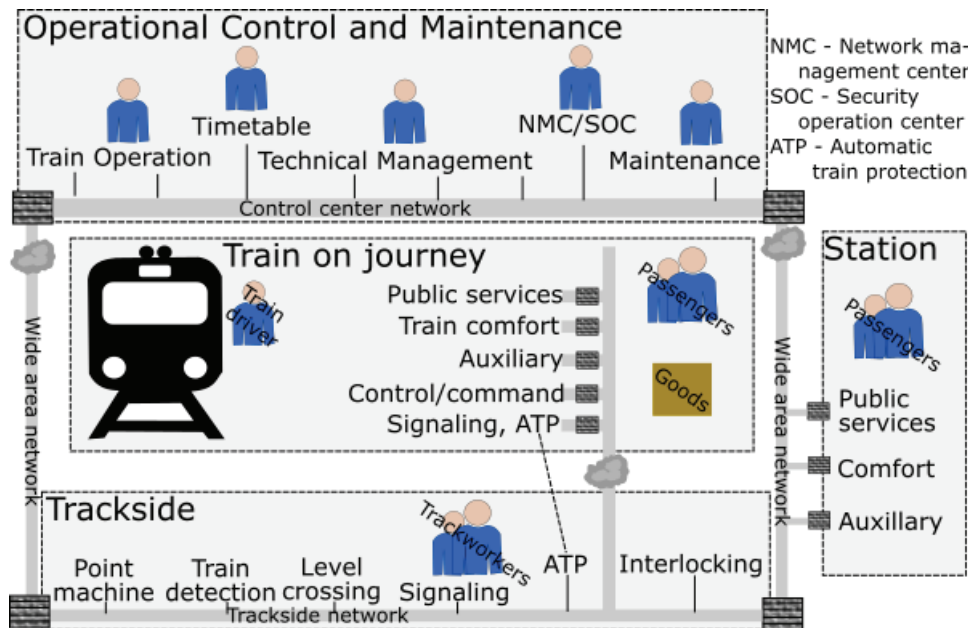 Operational Control and Maintenance
NMC - Network ma-
nagement center
SOC - Security
operation center
ATP - Automatic
train protection
Timetable
NMC/SOC
Train Operation
Technical Management
Maintenance
Control center network
Train on journey
Station
Train
driver
Public services
Train comfort
Auxiliary
Control/command
Signaling, ATP
Passengers
Goods
Passengers
Public
services
Comfort
Auxillary
Wide area network
Wide area network
Trackside
Trackworkers
Point
machine
Train
detection
Level
crossing
Signaling
ATP
Interlocking
Trackside network